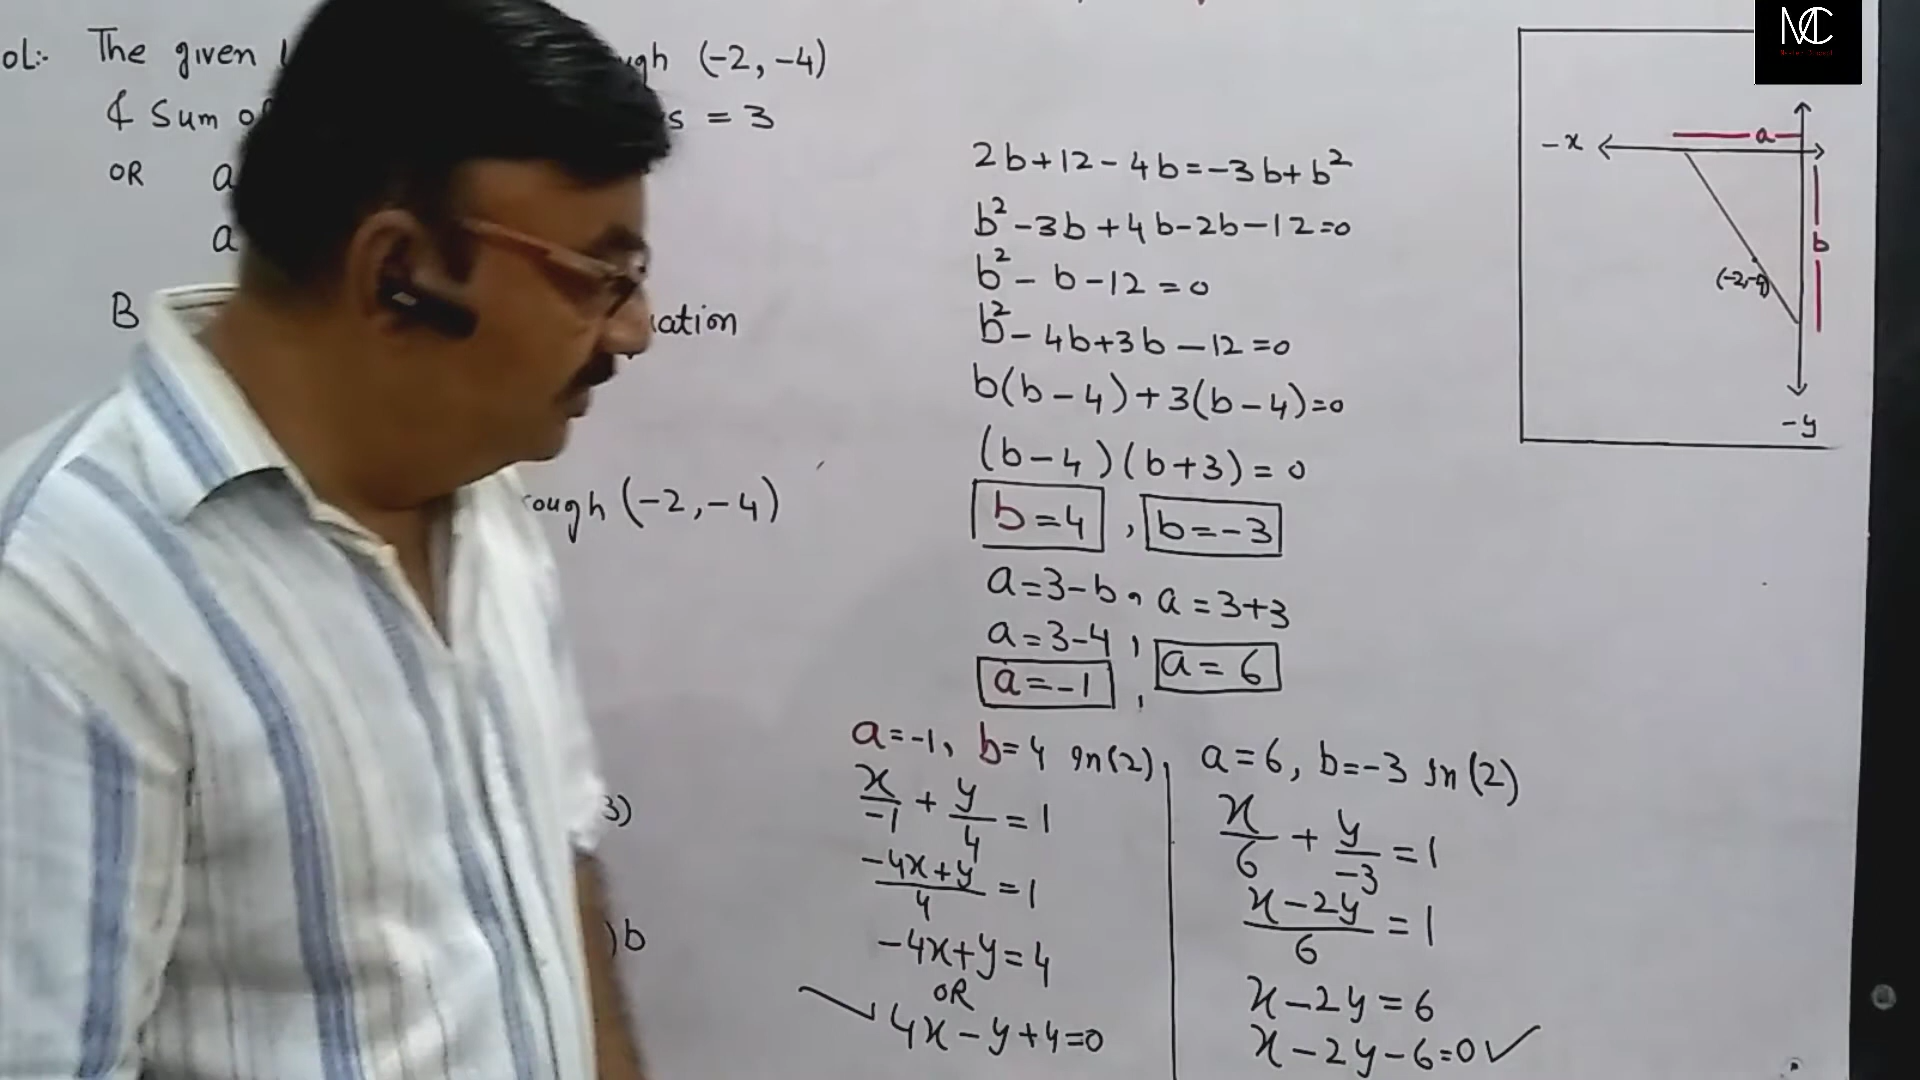 oL:- The given ugh (-2, -4)
& Sum of s = 3
OR a
a
B uation
rough (-2, -4)
3)
)b
2b+12-4b=-3b+b²
b²-3b+4b-2b-12=0
b²-b-12=0
b²-4b+3b-12=0
b(b-4)+3(b-4)=0
(b-4)(b+3)=0
b=4, b=-3
a=3-b, a=3+3
a=3-4, a=6
a=-1,
a=-1, b=4 In(2),
x/-1 + y/4 = 1
-4x+y/4 = 1
-4x+y=4
OR
4x-y+4=0
a=6, b=-3 In(2)
x/6 + y/-3 = 1
x-2y/6 = 1
x-2y=6
x-2y-6=0 ✓
MC
-x
a
b
(-2,-4)
-y